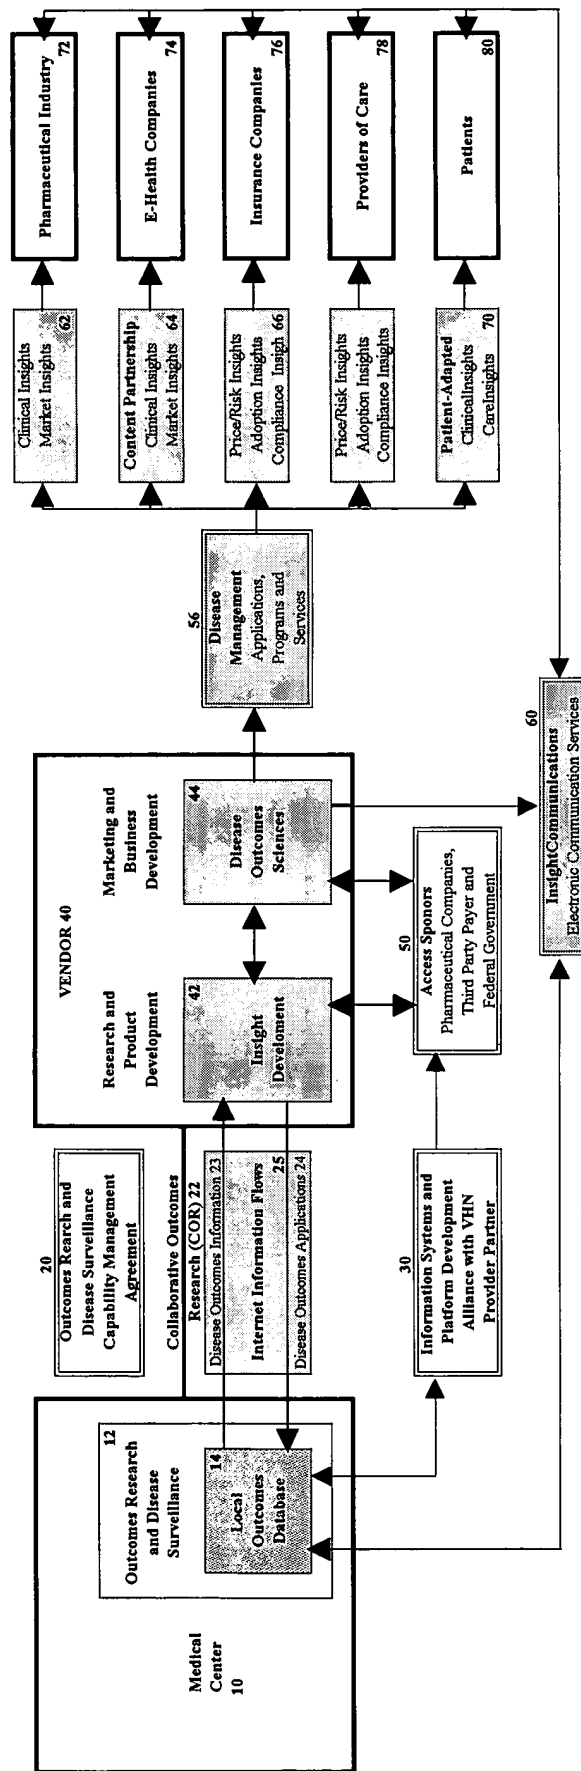 Medical
Center
10
Outcomes Research
and Disease
Surveillance
12
14
Local
Outcomes
Database
20
Outcomes Rearch and
Disease Surveillance
Capability Management
Agreement
Collaborative Outcomes
Research (COR) 22
Disease Outcomes Information 23
Internet Information Flows
25
Disease Outcomes Applications 24
30
Information Systems and
Platform Development
Alliance with VHN
Provider Partner
VENDOR 40
Research and
Product
Development
Marketing and
Business
Development
42
Insight
Develoment
44
Disease
Outcomes
Sciences
50
Access Sponors
Pharmaceutical Companies,
Third Party Payer and
Federal Government
56
Disease
Management
Applications,
Programs and
Services
60
InsightCommunications
Electronic Communication Services
Clinical Insights
Market Insights 62
Content Partnership
Clinical Insights
Market Insights 64
Price/Risk Insights
Adoption Insights
Compliance Insigh 66
Price/Risk Insights
Adoption Insights
Compliance Insights
Patient-Adapted
ClinicalInsights
CareInsights
70
Pharmaceutical Industry
72
E-Health Companies
74
Insurance Companies
76
Providers of Care
78
Patients
80